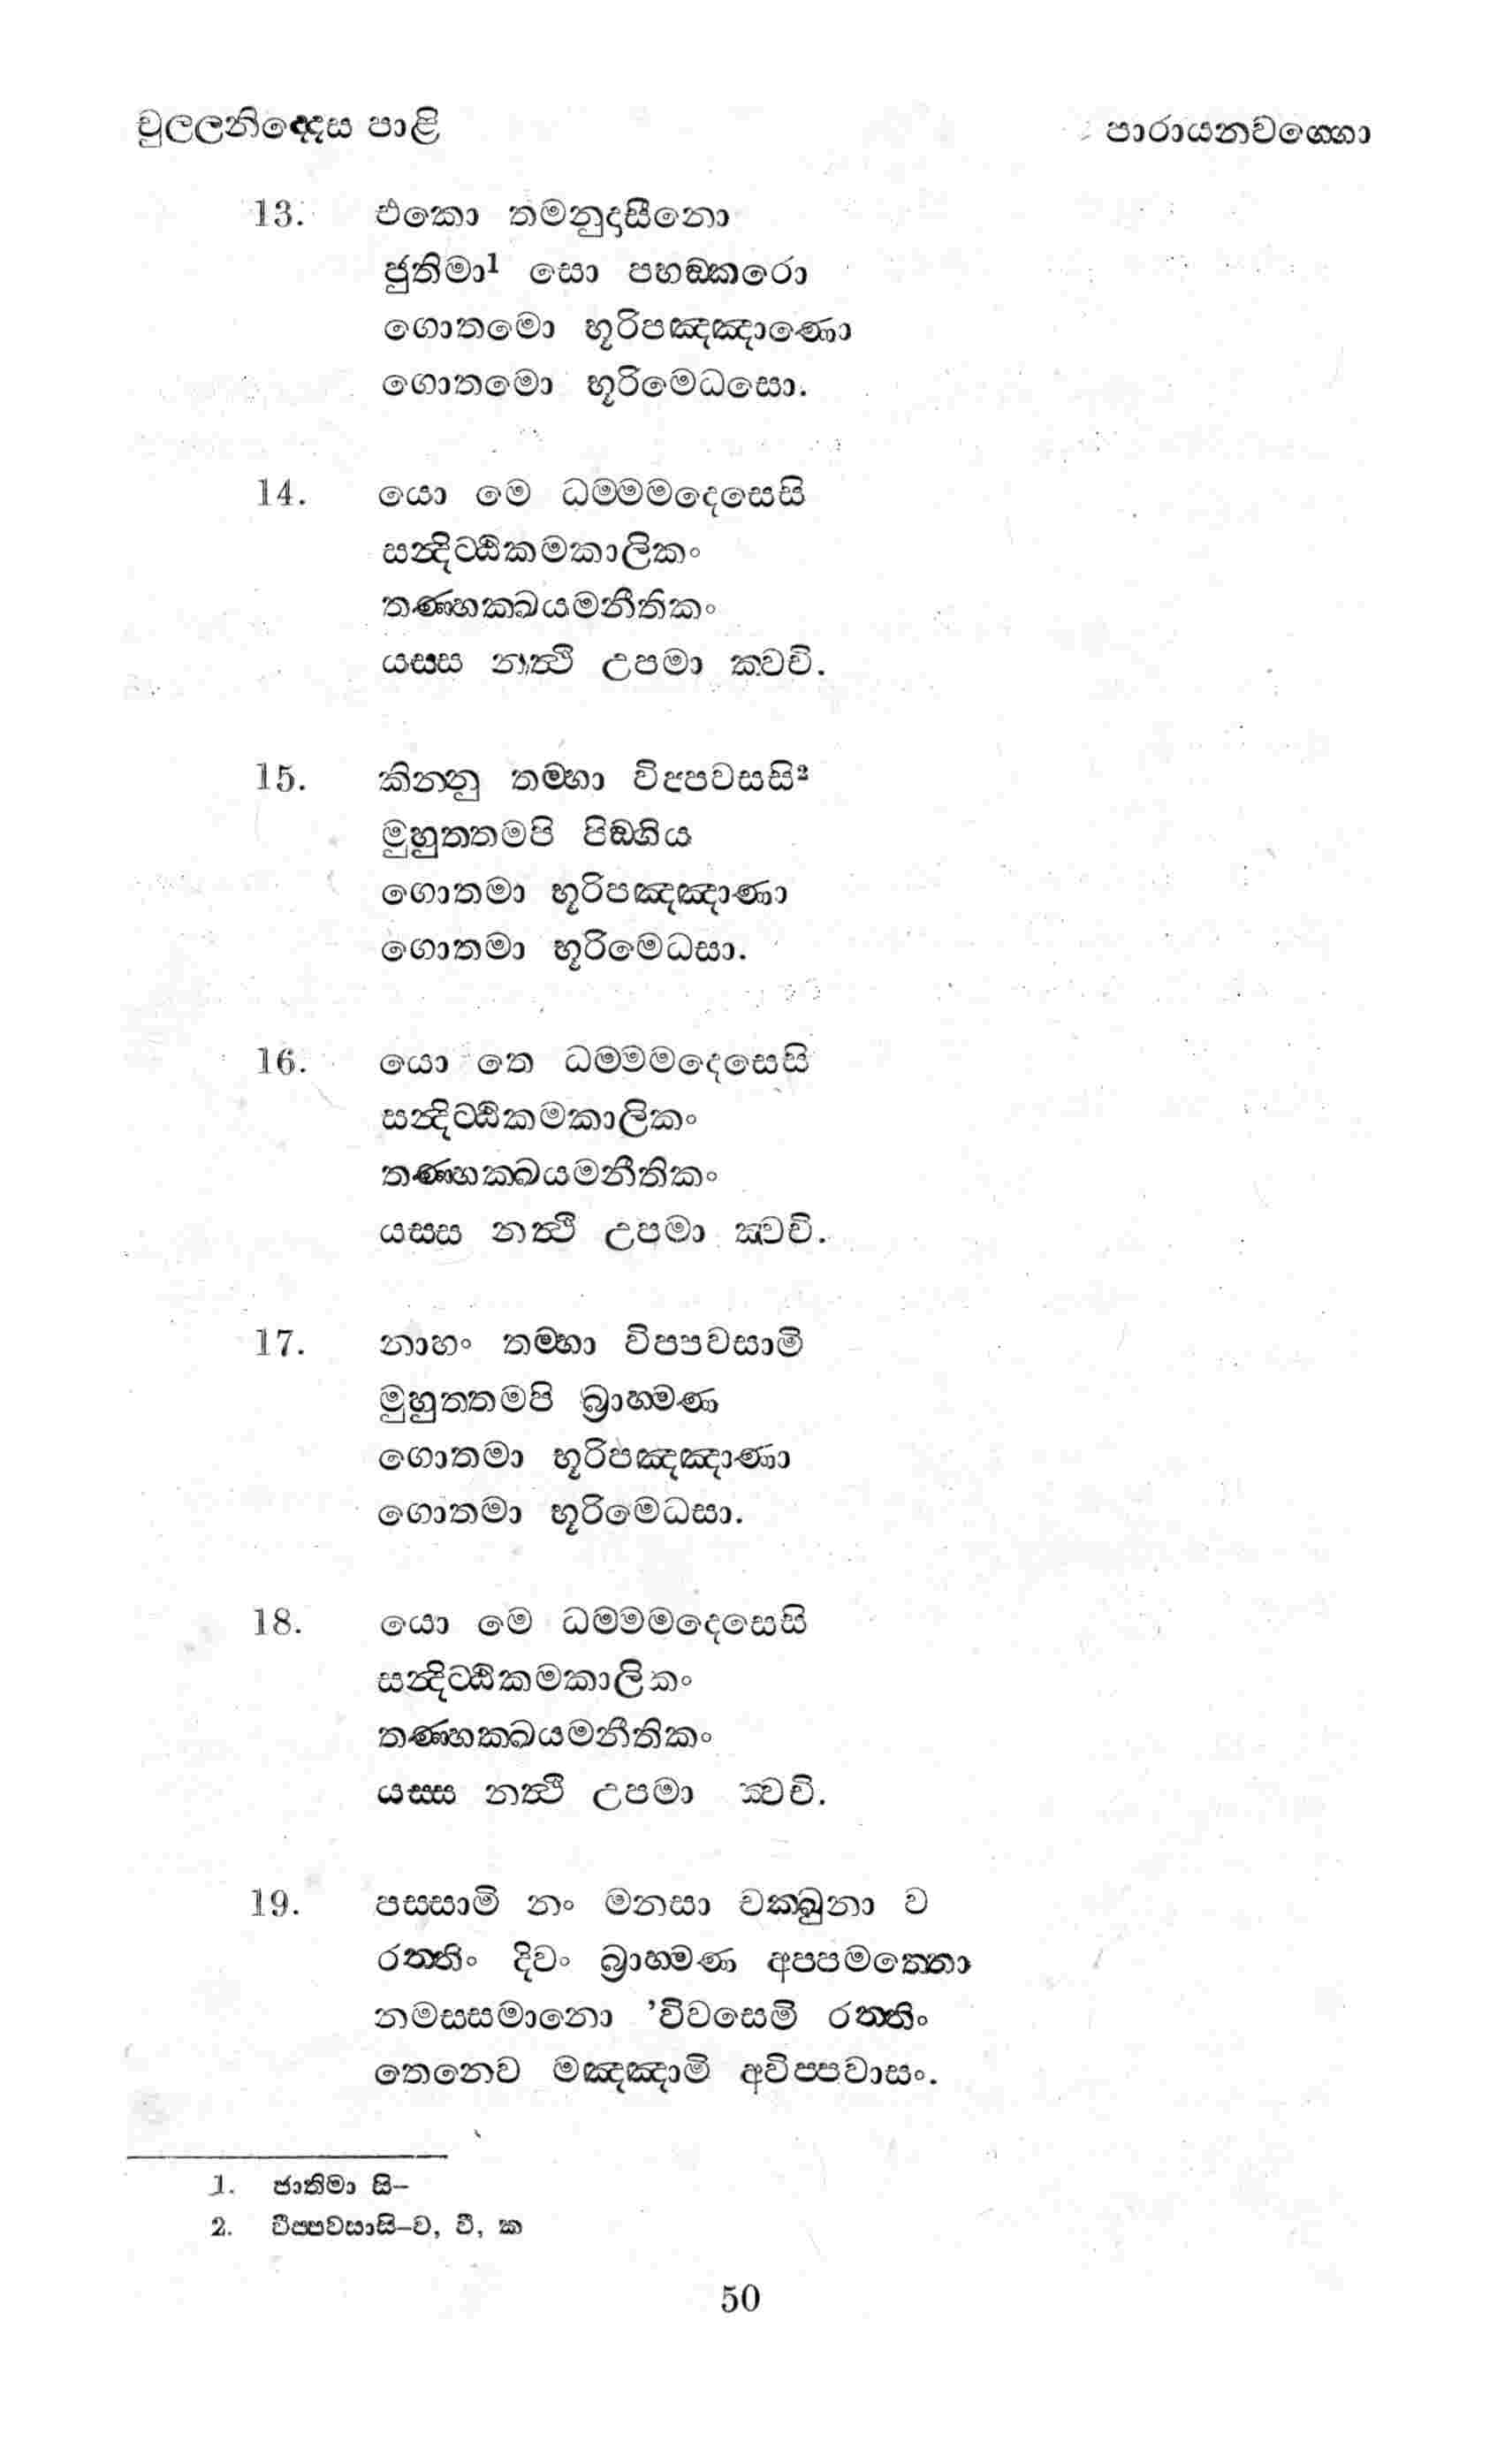 චුල්ලනිද්දෙස පාළි පාරායනවග්ගො
13. එකො තමනුදාසීනො
ජුතිමා¹ සො පභඞ්කරො
ගොතමො භූරිපඤ්ඤාණො
ගොතමො භූරිමෙධසො.
14. යො මෙ ධම්මමදෙසෙසි
සන්දිට්ඨිකමකාලිකං
තණ්හක්ඛයමනීතිකං
යස්ස නත්ථි උපමා ක්වචි.
15. කින්නු තම්හා විප්පවසසි²
මුහුත්තමපි පිඞ්ගිය
ගොතමා භූරිපඤ්ඤාණා
ගොතමා භූරිමෙධසා.
16. යො තෙ ධම්මමදෙසෙසි
සන්දිට්ඨිකමකාලිකං
තණ්හක්ඛයමනීතිකං
යස්ස නත්ථි උපමා ක්වචි.
17. නාහං තම්හා විප්පවසාමි
මුහුත්තමපි බ්‍රාහ්මණ
ගොතමා භූරිපඤ්ඤාණා
ගොතමා භූරිමෙධසා.
18. යො මෙ ධම්මමදෙසෙසි
සන්දිට්ඨිකමකාලිකං
තණ්හක්ඛයමනීතිකං
යස්ස නත්ථි උපමා ක්වචි.
19. පස්සාමි නං මනසා චක්ඛුනා ව
රත්තිං දිවං බ්‍රාහ්මණ අප්පමත්තො
නමස්සමානො ’විවසෙමි රත්තිං
තෙනෙව මඤ්ඤාමි අවිප්පවාසං.
1. ජාතිමා සි–
2. විප්පවසාසි–ව, වී, ක
50